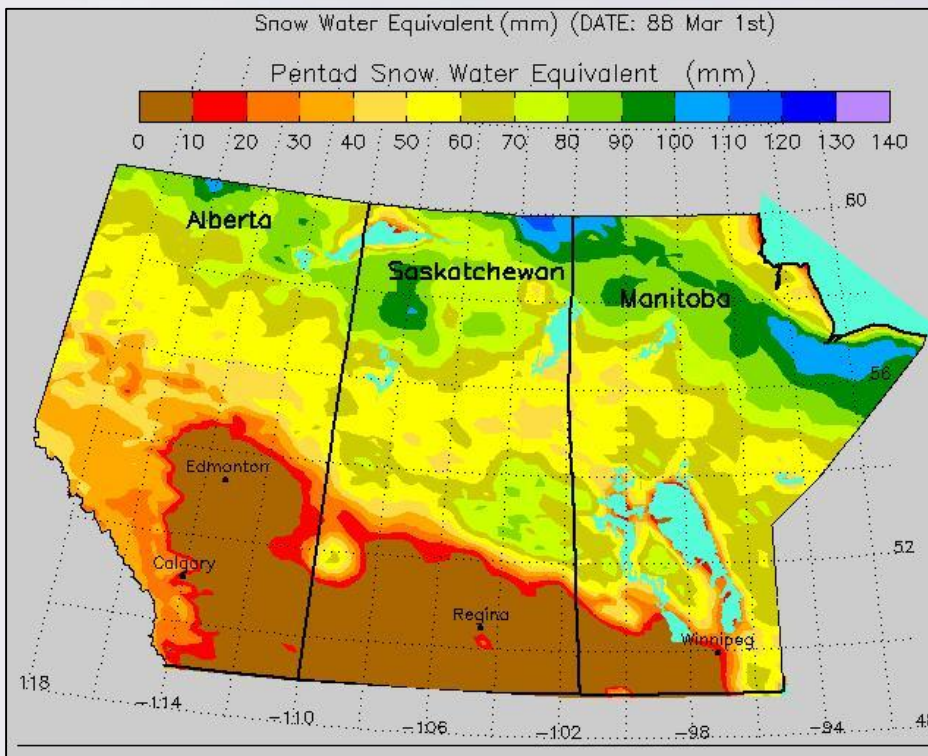 Snow Water Equivalent (mm) (DATE: 88 Mar 1st)
Pentad Snow Water Equivalent (mm)
0 10 20 30 40 50 60 70 80 90 100 110 120 130 140
60
Alberta
Saskatchewan
Manitoba
56
Edmonton
52
Calgary
Regina
Winnipeg
118
-114
-110
-106
-102
-98
-94
48